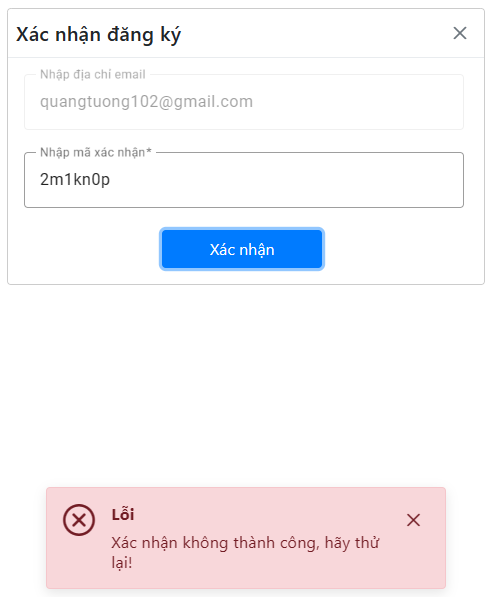 Xác nhận đăng ký
Nhập địa chỉ email
quangtuong102@gmail.com
Nhập mã xác nhận*
2m1kn0p
Xác nhận
Lỗi
Xác nhận không thành công, hãy thử
lại!